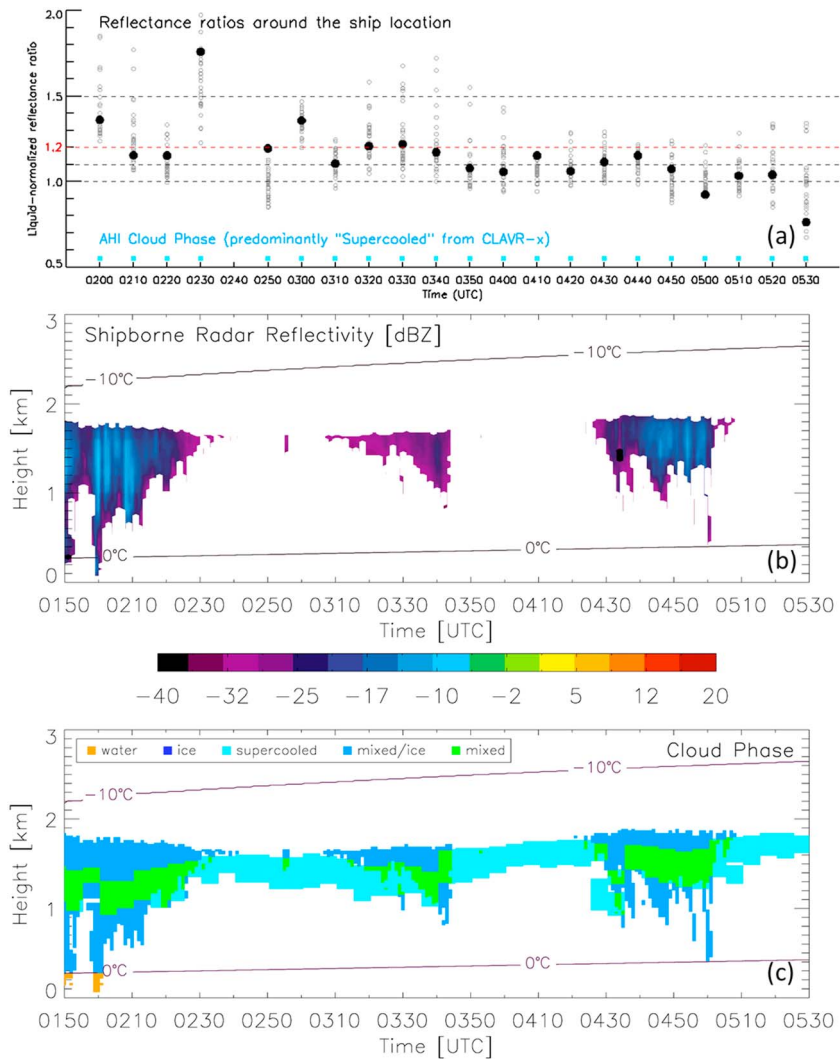 Reflectance ratios around the ship location
Liquid-normalized reflectance ratio
2.0
1.5
1.2
1.0
0.5
AHI Cloud Phase (predominantly "Supercooled" from CLAVR-x)
(a)
0200 0210 0220 0230 0250 0300 0310 0320 0330 0340 0350 0400 0410 0420 0430 0440 0450 0500 0510 0520 0530
Time (UTC)
Shipborne Radar Reflectivity [dBZ]
Height [km]
3
2
1
0
-10°C
-10°C
0°C
0°C
(b)
0150 0210 0230 0250 0310 0330 0350 0410 0430 0450 0510 0530
Time [UTC]
-40 -32 -25 -17 -10 -2 5 12 20
water ice supercooled mixed/ice mixed
Cloud Phase
Height [km]
3
2
1
0
-10°C
-10°C
0°C
0°C
(c)
0150 0210 0230 0250 0310 0330 0350 0410 0430 0450 0510 0530
Time [UTC]